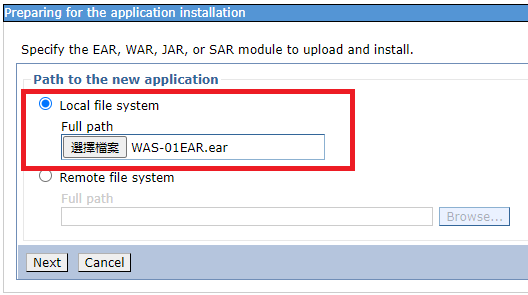 Preparing for the application installation
Specify the EAR, WAR, JAR, or SAR module to upload and install.
Path to the new application
Local file system
Full path
選擇檔案 WAS-01EAR.ear
Remote file system
Full path
Browse...
Next Cancel